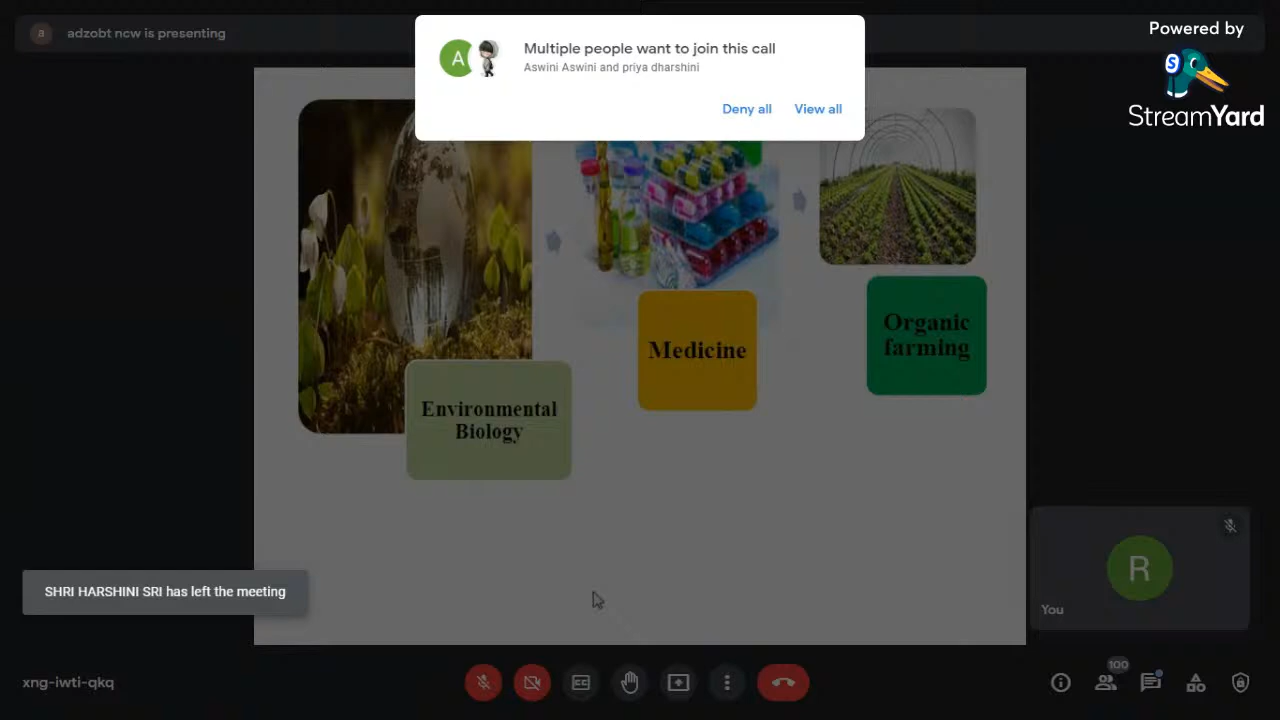 a adzobt ncw is presenting
A
Multiple people want to join this call
Aswini Aswini and priya dharshini
Deny all View all
Powered by
S
StreamYard
Environmental
Biology
Medicine
Organic
farming
R
You
SHRI HARSHINI SRI has left the meeting
xng-iwti-qkq
CC
100